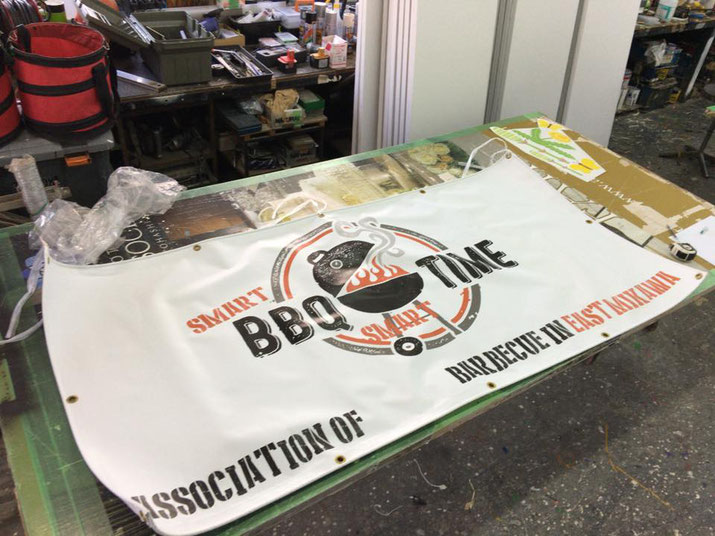 SMART
BBQ TIME
SMART
ASSOCIATION OF BARBECUE IN EAST MIKAWA